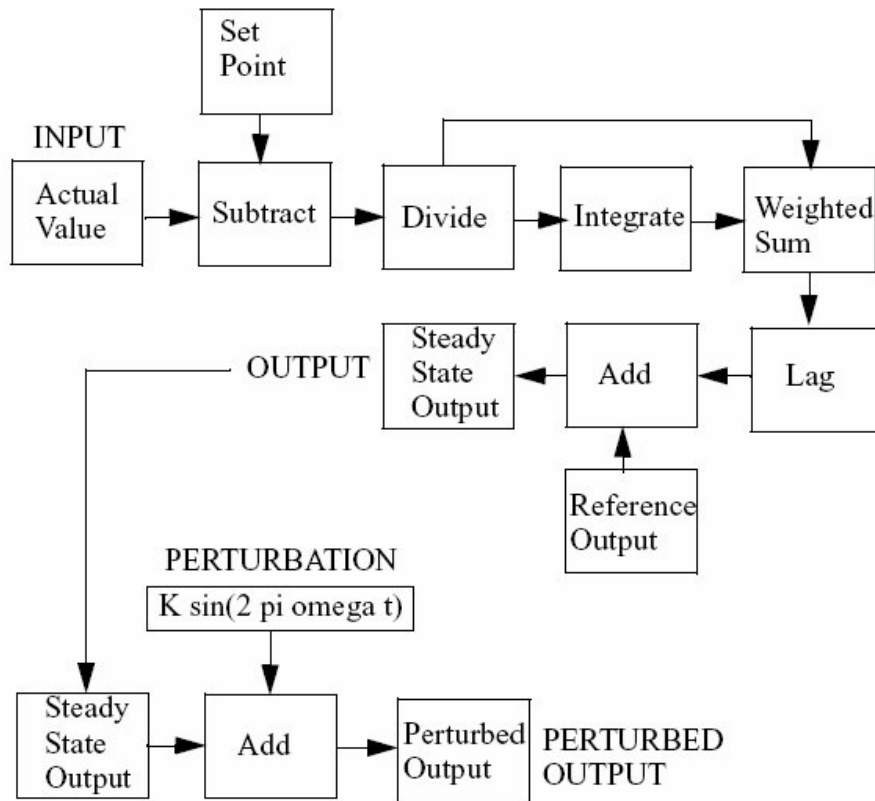 Set
Point
INPUT
Actual
Value
Subtract
Divide
Integrate
Weighted
Sum
Steady
State
Output
OUTPUT
Add
Lag
Reference
Output
PERTURBATION
K sin(2 pi omega t)
Steady
State
Output
Add
Perturbed
Output
PERTURBED
OUTPUT